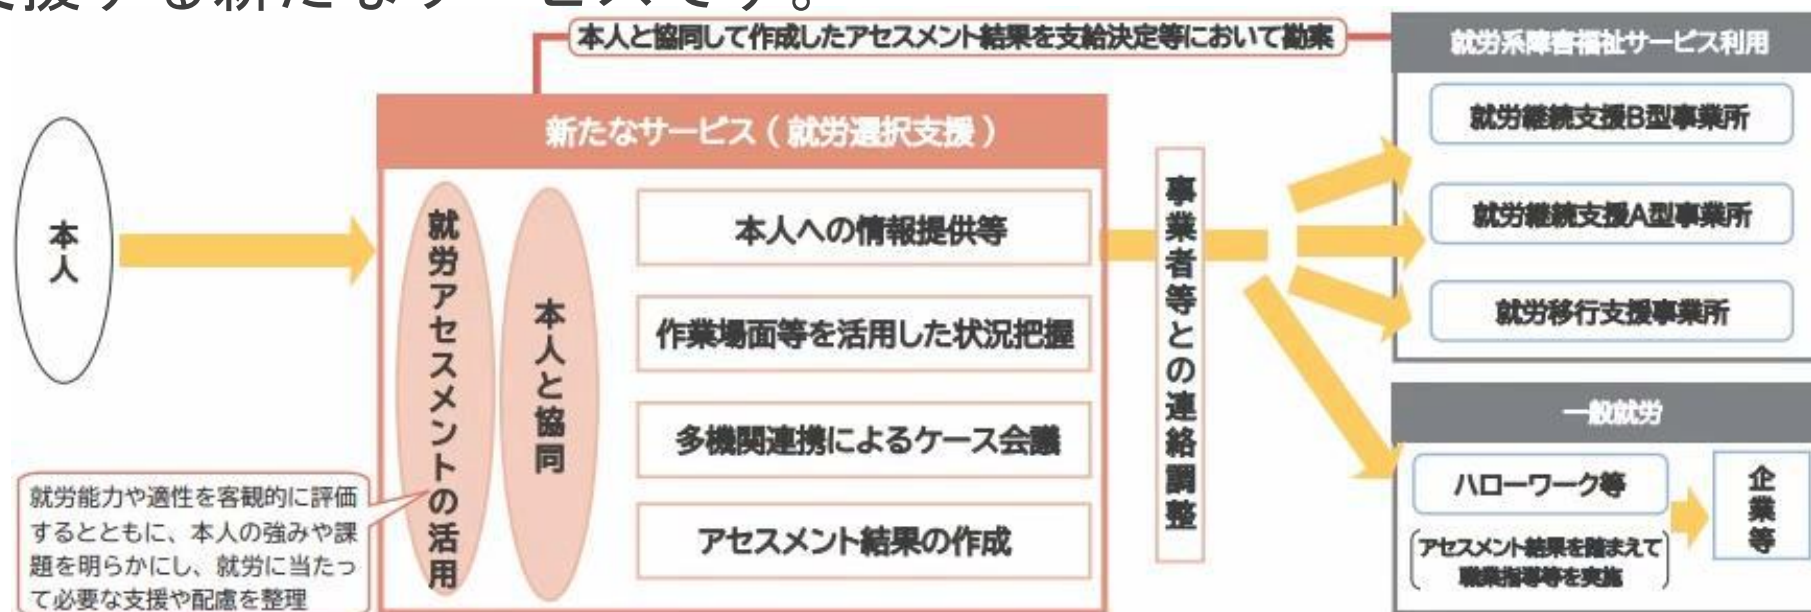 支援する新たなサービスです。
本人と協同して作成したアセスメント結果を支給決定等において勘案
本人
新たなサービス（就労選択支援）
就労アセスメントの活用
本人と協同
本人への情報提供等
作業場面等を活用した状況把握
多機関連携によるケース会議
アセスメント結果の作成
就労能力や適性を客観的に評価
するとともに、本人の強みや課
題を明らかにし、就労に当たっ
て必要な支援や配慮を整理
事業者等との連絡調整
就労系障害福祉サービス利用
就労継続支援B型事業所
就労継続支援A型事業所
就労移行支援事業所
一般就労
ハローワーク等
アセスメント結果を踏まえて
職業指導等を実施
企業等